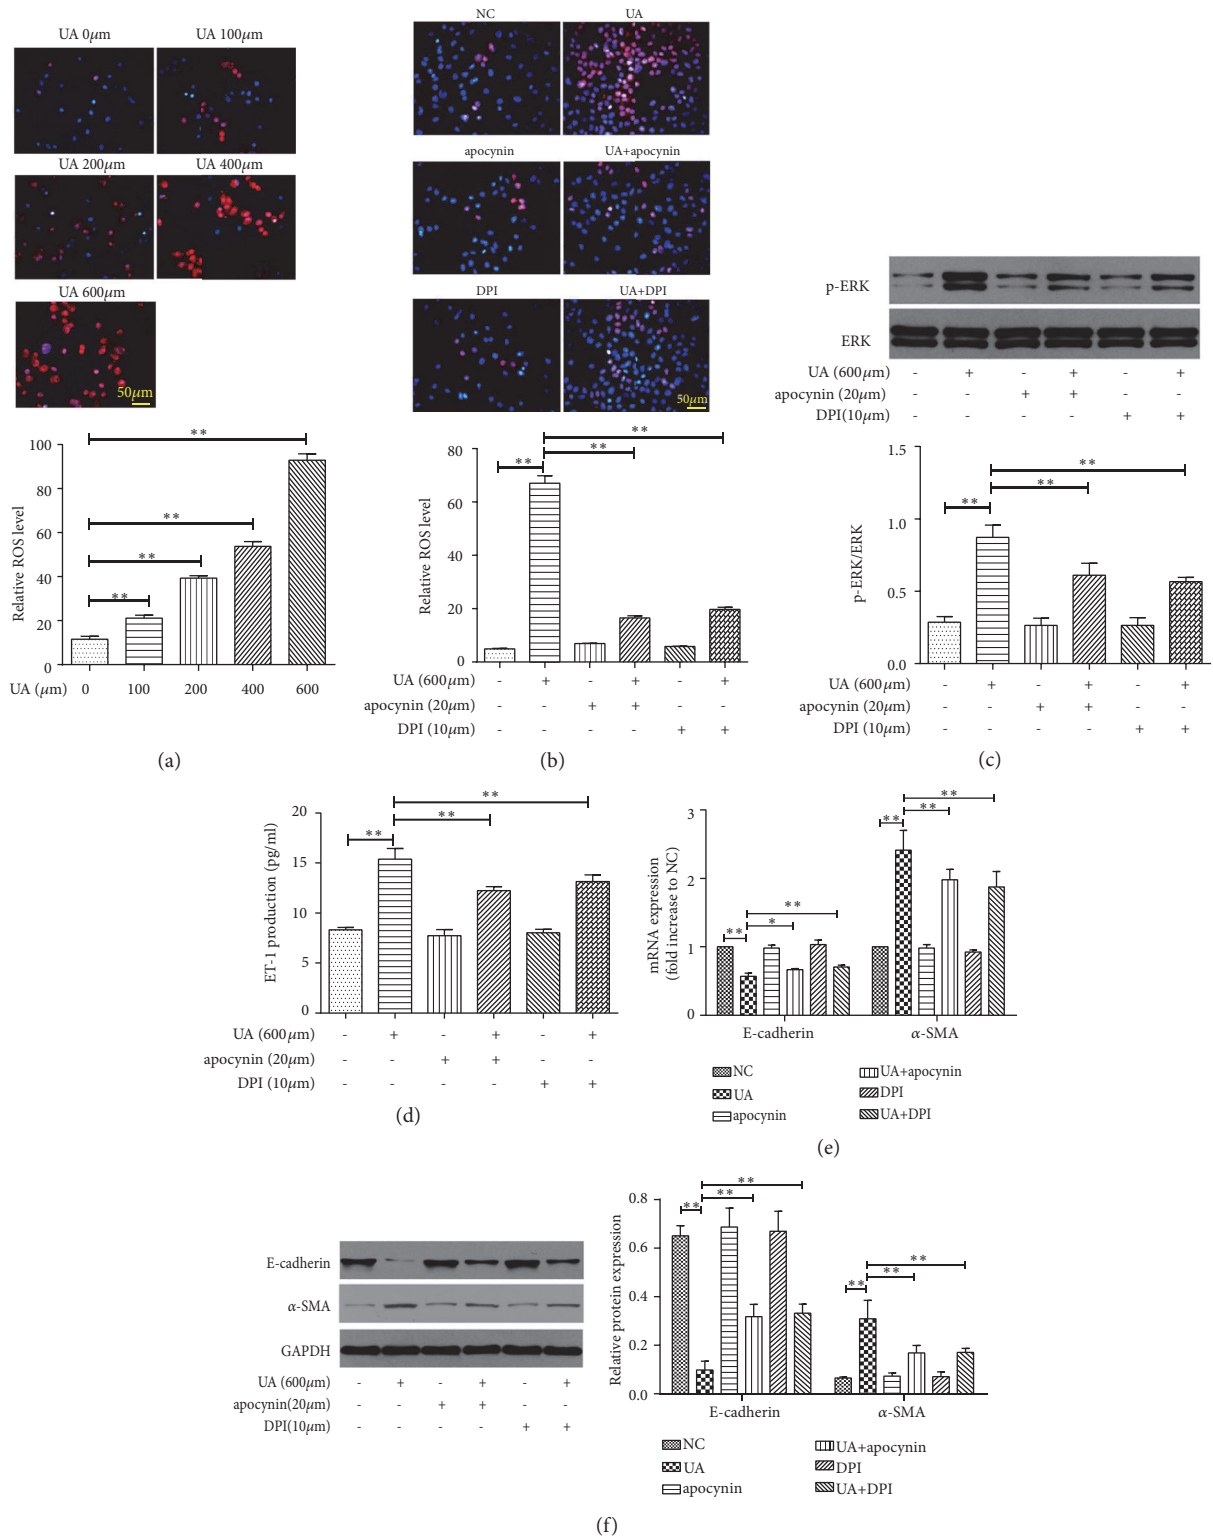 UA 0μm UA 100μm
UA 200μm UA 400μm
UA 600μm
50μm
Relative ROS level
100
80
60
40
20
0
** ** ** **
UA (μm) 0 100 200 400 600
(a)
NC UA
apocynin UA+apocynin
DPI UA+DPI
50μm
Relative ROS level
80
60
40
20
0
** ** **
UA (600μm) - + - + - +
apocynin (20μm) - - + + - -
DPI (10μm) - - - - + +
(b)
p-ERK
ERK
UA (600μm) - + - + - +
apocynin (20μm) - - + + - -
DPI(10μm) - - - - + +
p-ERK/ERK
1.5
1.0
0.5
0.0
** ** **
UA (600μm) - + - + - +
apocynin (20μm) - - + + - -
DPI (10μm) - - - - + +
(c)
ET-1 production (pg/ml)
20
15
10
5
0
** ** **
UA (600μm) - + - + - +
apocynin (20μm) - - + + - -
DPI (10μm) - - - - + +
(d)
mRNA expression
(fold increase to NC)
3
2
1
0
** * ** ** ** **
E-cadherin α-SMA
NC UA+apocynin
UA DPI
apocynin UA+DPI
(e)
E-cadherin
α-SMA
GAPDH
UA (600μm) - + - + - +
apocynin(20μm) - - + + - -
DPI(10μm) - - - - + +
Relative protein expression
0.8
0.6
0.4
0.2
0.0
** ** ** ** ** **
E-cadherin α-SMA
NC UA+apocynin
UA DPI
apocynin UA+DPI
(f)